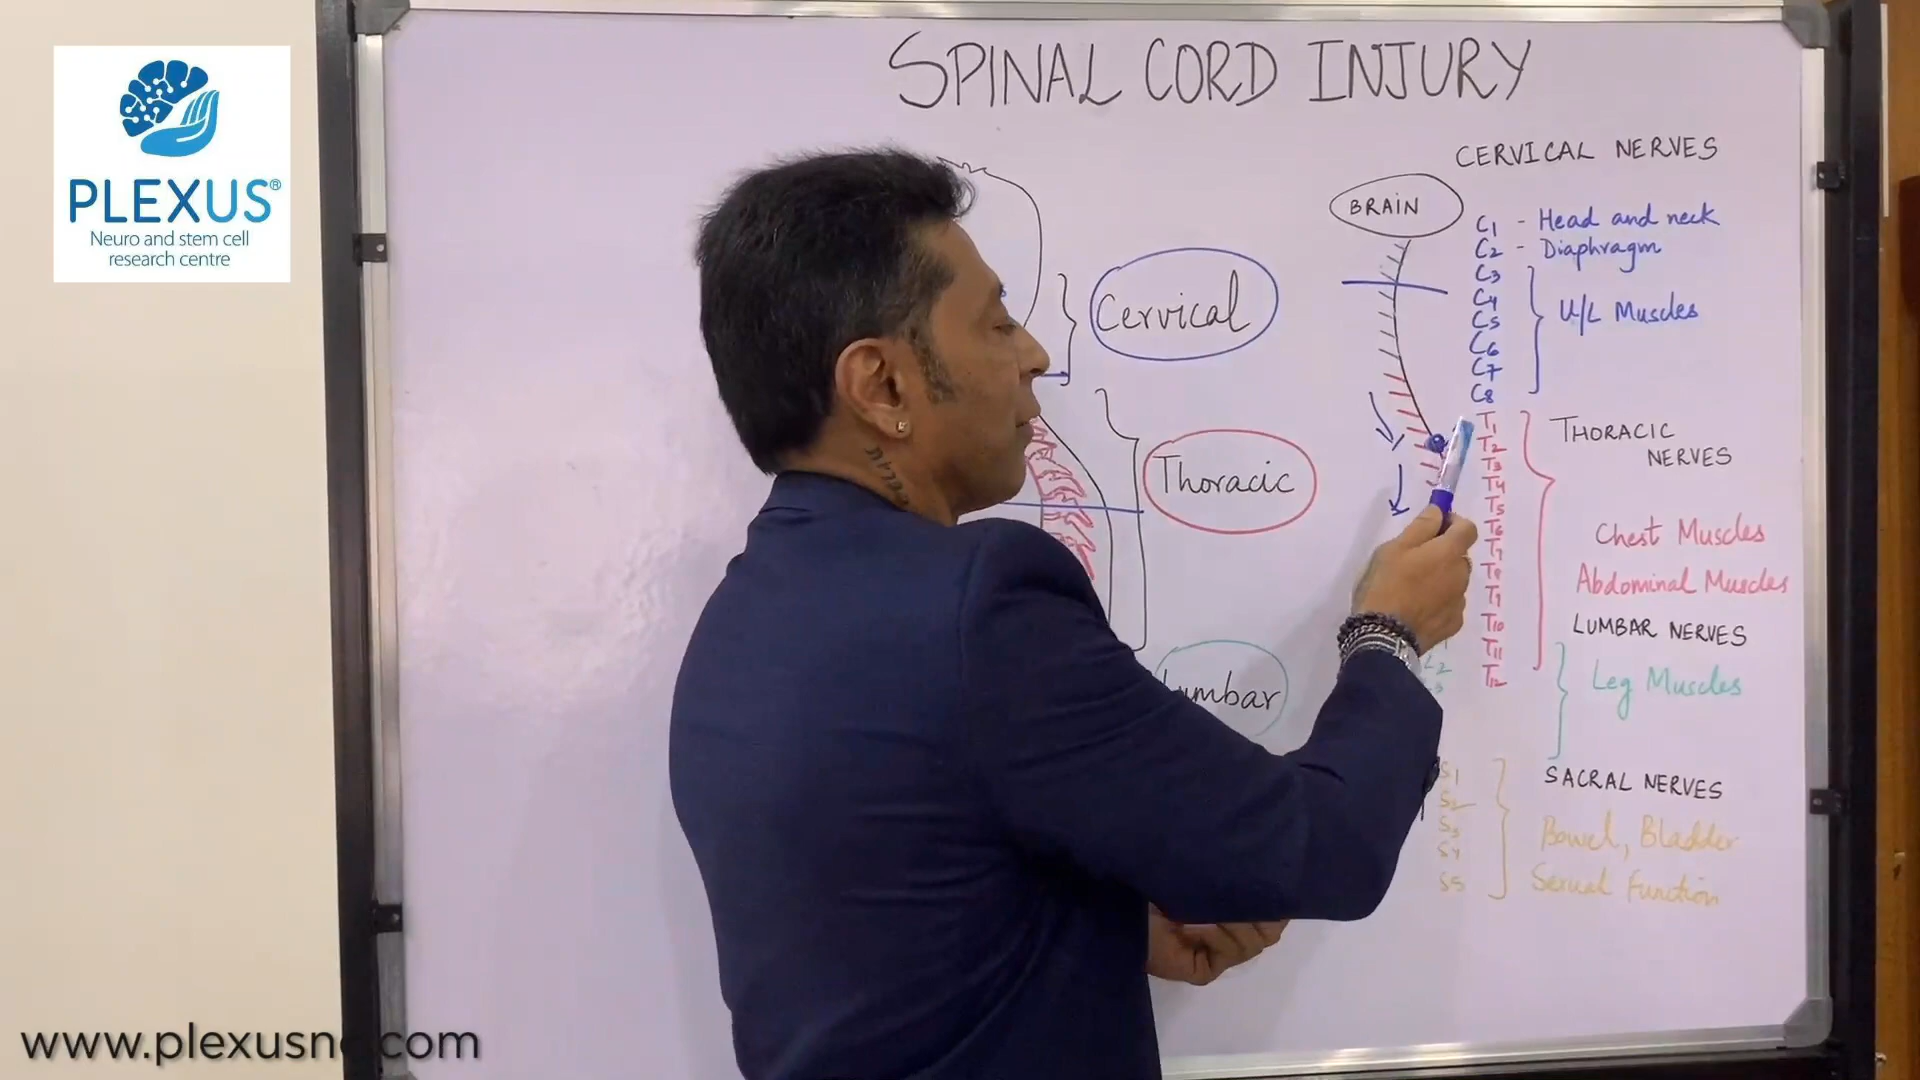 SPINAL CORD INJURY
PLEXUS®
Neuro and stem cell
research centre
CERVICAL NERVES
BRAIN
C1 - Head and neck
C2 - Diaphragm
C3
C4
C5
C6
C7
C8
U/L Muscles
Cervical
Thoracic
T1
T2
T3
T4
T5
T6
T7
T8
T9
T10
T11
T12
THORACIC
NERVES
Chest Muscles
Abdominal Muscles
LUMBAR NERVES
Leg Muscles
L2
S1
S2
S3
S4
S5
SACRAL NERVES
Bowel, Bladder
Sexual Function